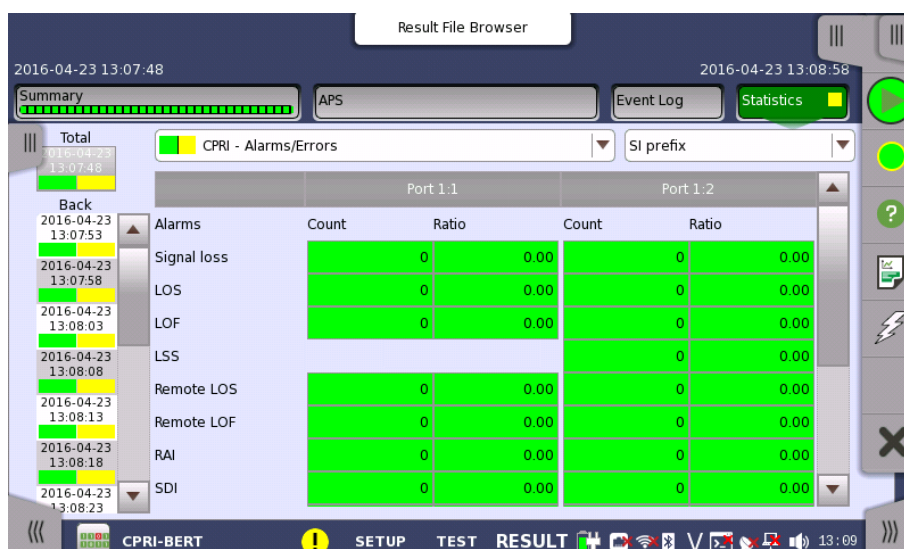 Result File Browser
2016-04-23 13:07:48 2016-04-23 13:08:58
Summary APS Event Log Statistics
Total
2016-04-23
13:07:48
CPRI - Alarms/Errors SI prefix
Port 1:1 Port 1:2
Back
2016-04-23
13:07:53
2016-04-23
13:07:58
2016-04-23
13:08:03
2016-04-23
13:08:08
2016-04-23
13:08:13
2016-04-23
13:08:18
2016-04-23
13:08:23
Alarms Count Ratio Count Ratio
Signal loss 0 0.00 0 0.00
LOS 0 0.00 0 0.00
LOF 0 0.00 0 0.00
LSS 0 0.00
Remote LOS 0 0.00 0 0.00
Remote LOF 0 0.00 0 0.00
RAI 0 0.00 0 0.00
SDI 0 0.00 0 0.00
CPRI-BERT SETUP TEST RESULT 13:09